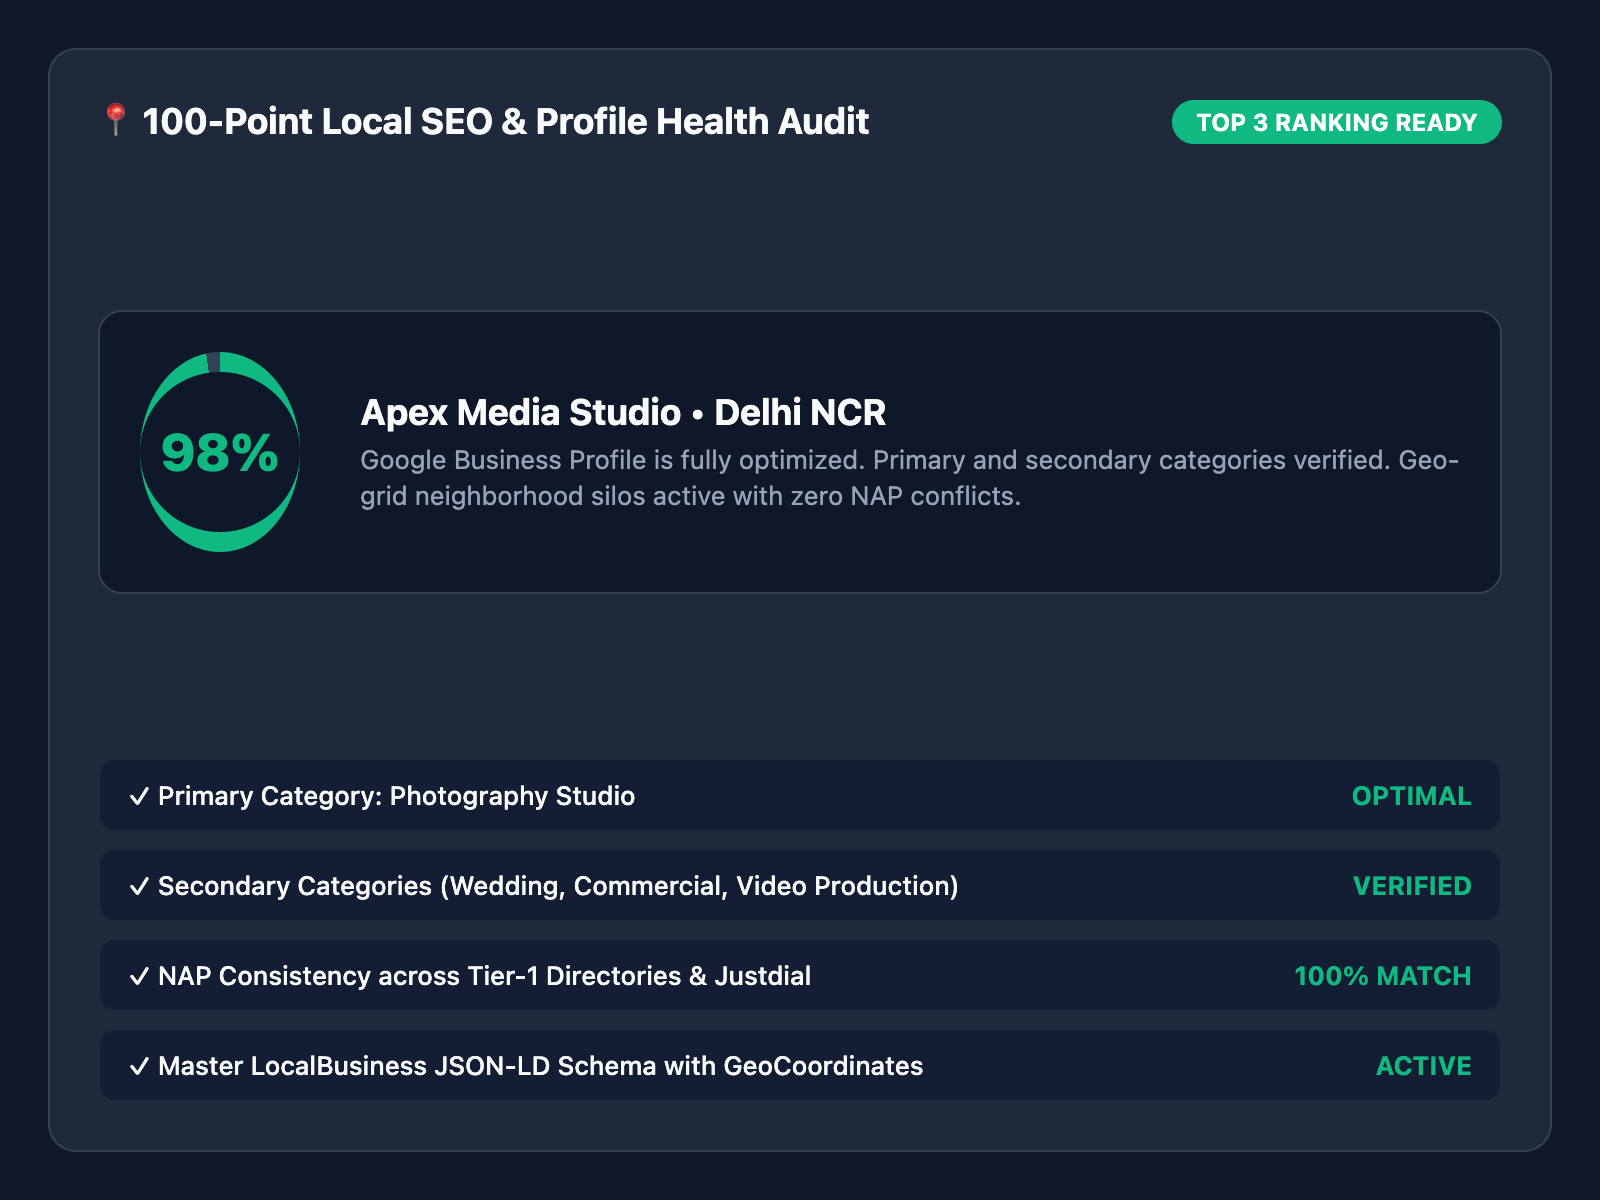 📍 100-Point Local SEO & Profile Health Audit
TOP 3 RANKING READY
98%
Apex Media Studio • Delhi NCR
Google Business Profile is fully optimized. Primary and secondary categories verified. Geo-
grid neighborhood silos active with zero NAP conflicts.
✓ Primary Category: Photography Studio
OPTIMAL
✓ Secondary Categories (Wedding, Commercial, Video Production)
VERIFIED
✓ NAP Consistency across Tier-1 Directories & Justdial
100% MATCH
✓ Master LocalBusiness JSON-LD Schema with GeoCoordinates
ACTIVE